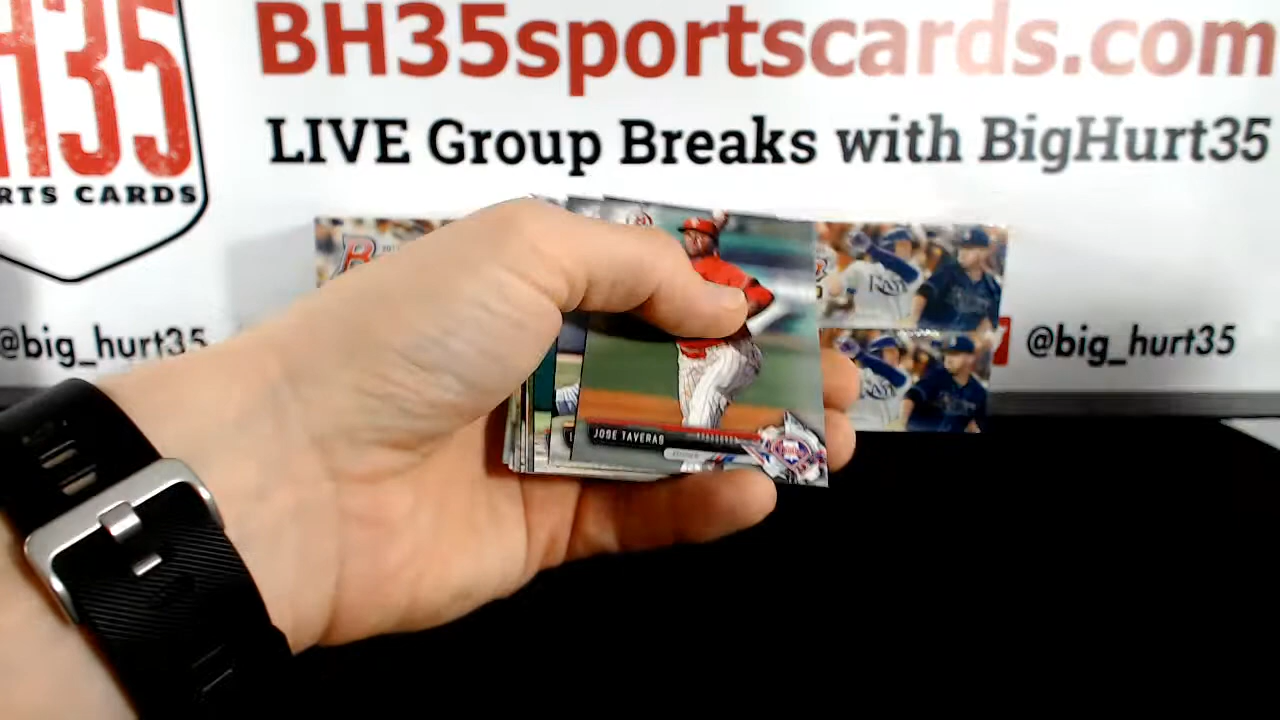 BH35sportscards.com
LIVE Group Breaks with BigHurt35
H35
RTS CARDS
@big_hurt35
@big_hurt35
JOSE TAVERAS